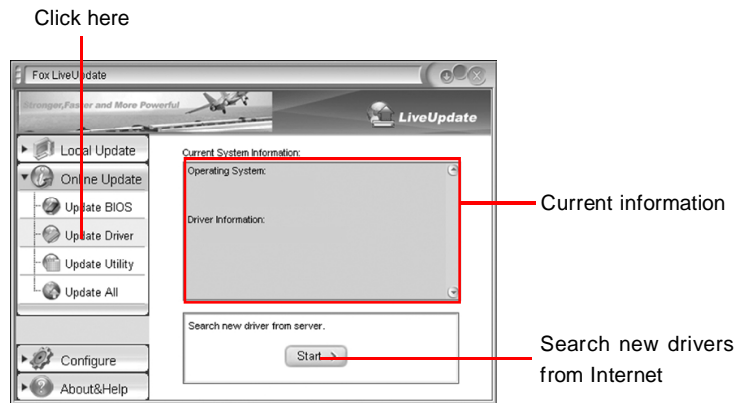 Click here
Fox LiveUpdate
Stronger,Faster and More Powerful
LiveUpdate
Local Update
Online Update
Update BIOS
Update Driver
Update Utility
Update All
Configure
About&Help
Current System Information:
Operating System:
Driver Information:
Search new driver from server.
Start
Current information
Search new drivers
from Internet